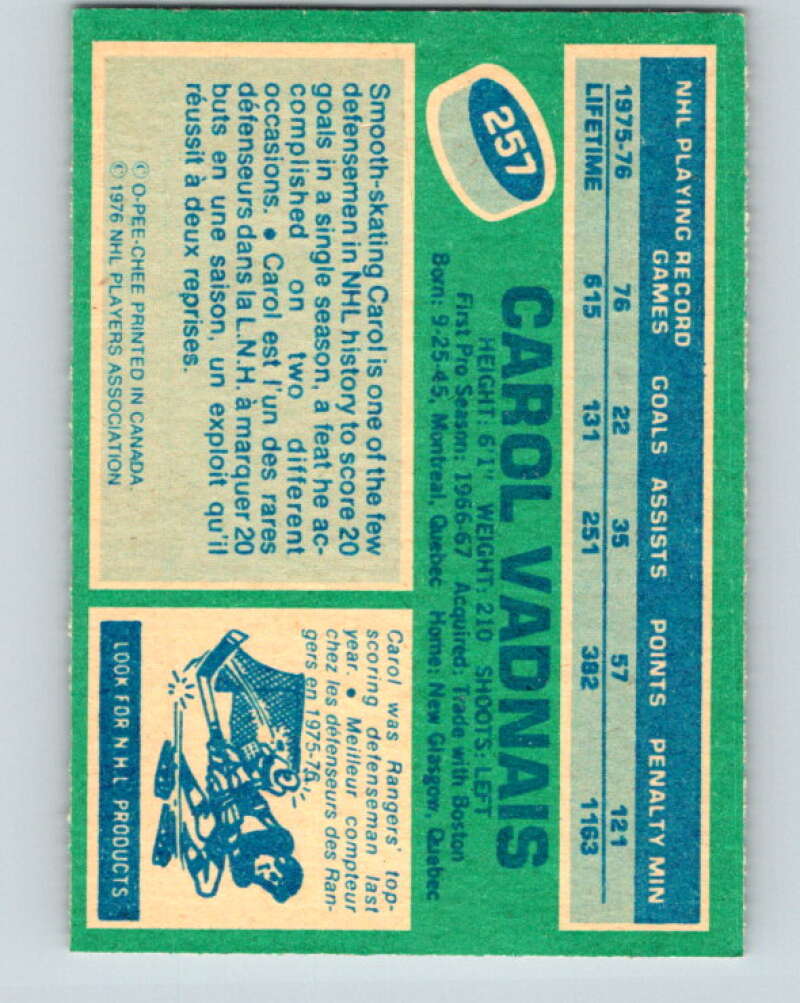 NHL PLAYING RECORD
GAMES GOALS ASSISTS POINTS PENALTY MIN
1975-76 76 22 35 57 121
LIFETIME 615 131 251 382 1163
257
CAROL VADNAIS
HEIGHT: 6'1" WEIGHT: 210 SHOOTS: LEFT
First Pro Season: 1966-67 Acquired: Trade with Boston
Born: 9-25-45, Montreal, Quebec Home: New Glasgow, Quebec
Smooth-skating Carol is one of the few
defensemen in NHL history to score 20
goals in a single season, a feat he ac-
complished on two different
occasions. • Carol est l'un des rares
défenseurs dans la L.N.H. à marquer 20
buts en une saison, un exploit qu'il
réussit à deux reprises.
© O-PEE-CHEE PRINTED IN CANADA
© 1976 NHL PLAYERS ASSOCIATION
Carol was Rangers' top-
scoring defenseman last
year. • Meilleur compteur
chez les défenseurs des Ran-
gers en 1975-76.
LOOK FOR NHL PRODUCTS